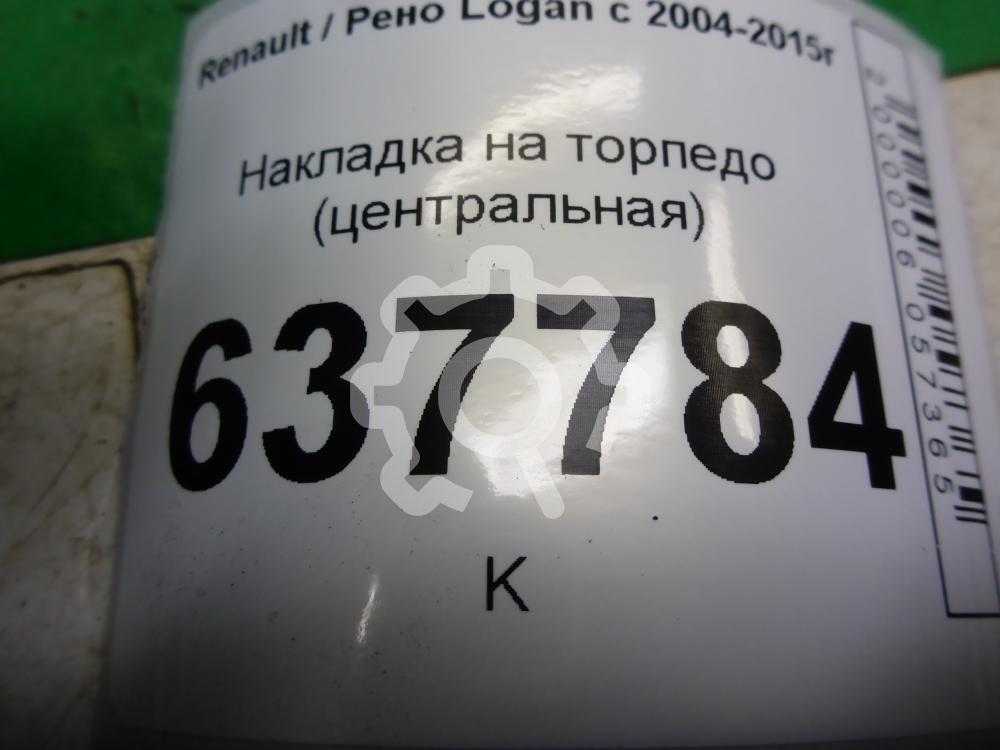 Renault / Рено Logan с 2004-2015г
Накладка на торпедо
(центральная)
637784
К
2000006057365